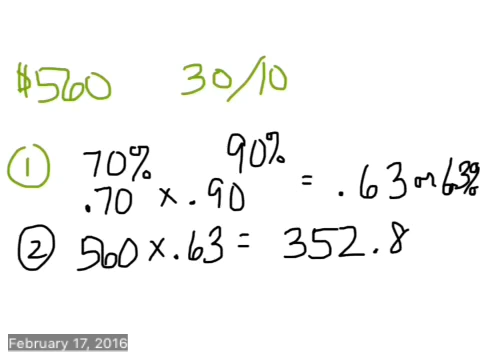 $560 30/10
① 70% 90%
.70 x .90 = .63 or 63%
② 560 x .63 = 352.8
February 17, 2016